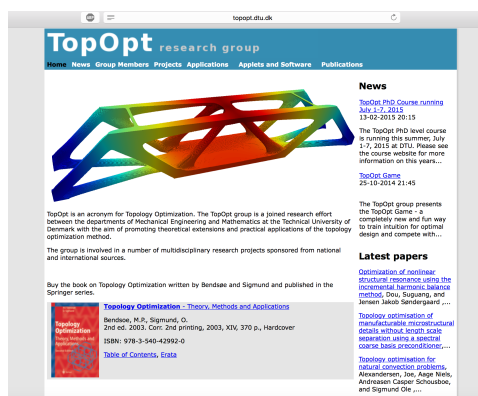 topopt.dtu.dk
TopOpt research group
Home News Group Members Projects Applications Applets and Software Publications
TopOpt is an acronym for Topology Optimization. The TopOpt group is a joined research effort
between the departments of Mechanical Engineering and Mathematics at the Technical University of
Denmark with the aim of promoting theoretical extensions and practical applications of the topology
optimization method.
The group is involved in a number of multidisciplinary research projects sponsored from national
and international sources.
Buy the book on Topology Optimization written by Bendsøe and Sigmund and published in the
Springer series.
Topology
Optimization
Theory, Methods and
Applications
Topology Optimization - Theory, Methods and Applications
Bendsøe, M.P., Sigmund, O.
2nd ed. 2003. Corr. 2nd printing, 2003, XIV, 370 p., Hardcover
ISBN: 978-3-540-42992-0
Table of Contents, Erata
News
TopOpt PhD Course running
July 1-7, 2015
13-02-2015 20:15
The TopOpt PhD level course
is running this summer, July
1-7, 2015 at DTU. Please see
the course website for more
information on this years...
TopOpt Game
25-10-2014 21:45
The TopOpt group presents
the TopOpt Game - a
completely new and fun way
to train intuition for optimal
design and compete with...
Latest papers
Optimization of nonlinear
structural resonance using the
incremental harmonic balance
method, Dou, Suguang, and
Jensen Jakob Søndergaard ,...
Topology optimisation of
manufacturable microstructural
details without length scale
separation using a spectral
coarse basis preconditioner,...
Topology optimisation for
natural convection problems,
Alexandersen, Joe, Aage Niels,
Andreasen Casper Schousboe,
and Sigmund Ole ,...